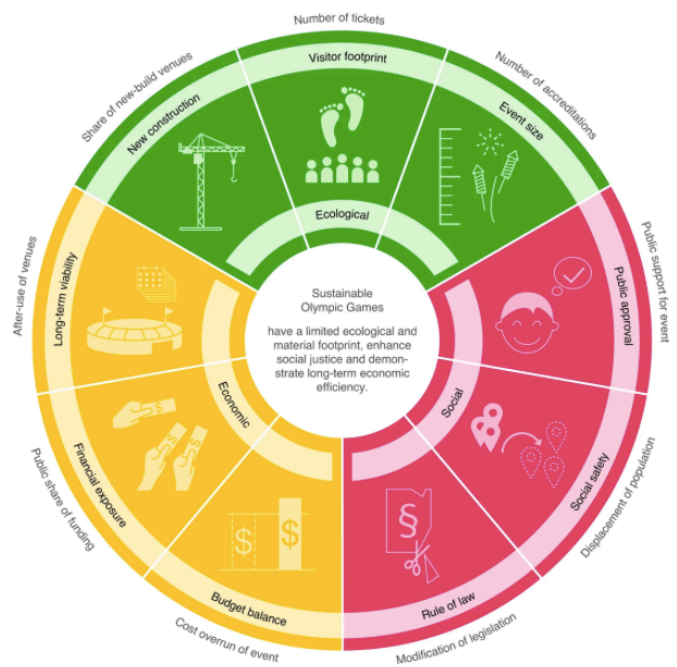 Number of tickets
Visitor footprint
Number of accreditations
Event size
Public support for event
Public approval
Displacement of population
Social safety
Modification of legislation
Rule of law
Cost overrun of event
Budget balance
Public share of funding
Financial exposure
After-use of venues
Long-term viability
Share of new-build venues
New construction
Ecological
Social
Economic
Sustainable
Olympic Games
have a limited ecological and
material footprint, enhance
social justice and demon-
strate long-term economic
efficiency.
$
$
$
$
$
§